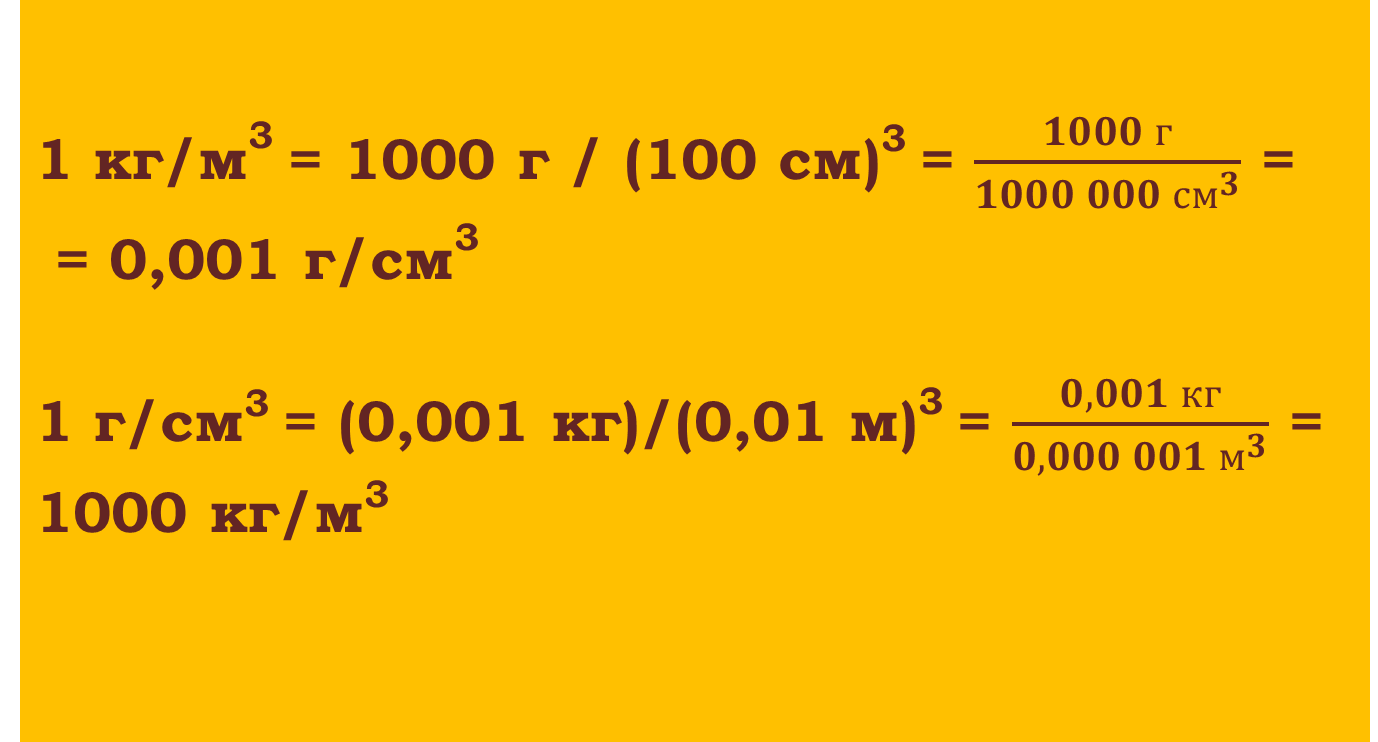 1 кг/м³ = 1000 г / (100 см)³ = 1000 г / 1000 000 см³ =
= 0,001 г/см³
1 г/см³ = (0,001 кг)/(0,01 м)³ = 0,001 кг / 0,000 001 м³ =
1000 кг/м³